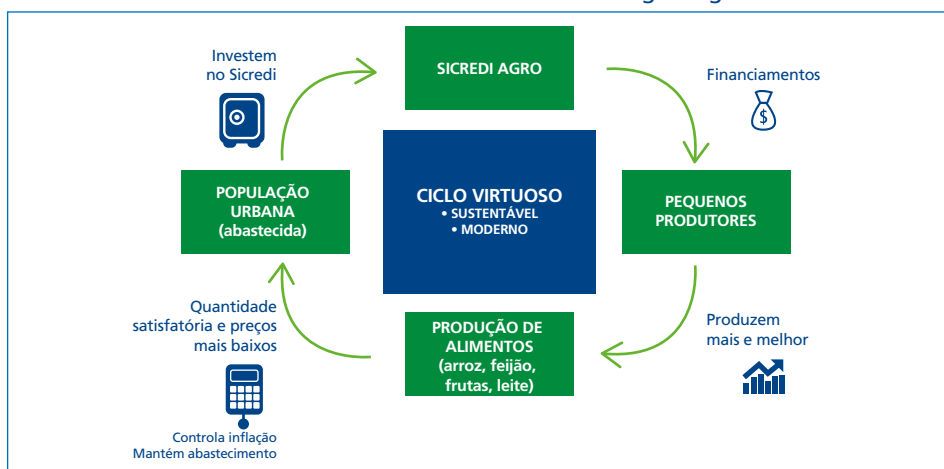 Investem
no Sicredi
SICREDI AGRO
Financiamentos
$
POPULAÇÃO
URBANA
(abastecida)
CICLO VIRTUOSO
• SUSTENTÁVEL
• MODERNO
PEQUENOS
PRODUTORES
Quantidade
satisfatória e preços
mais baixos
PRODUÇÃO DE
ALIMENTOS
(arroz, feijão,
frutas, leite)
Produzem
mais e melhor
Controla inflação
Mantém abastecimento